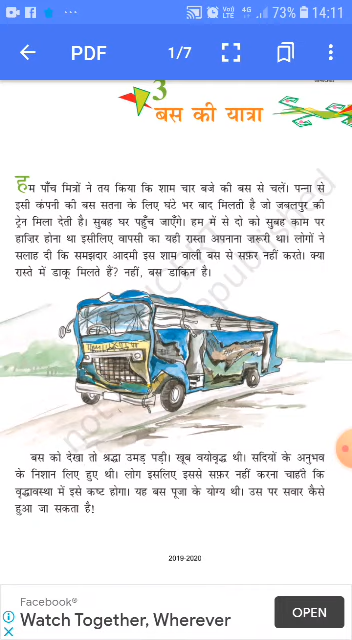 ... VoD LTE 4G 73% 14:11
PDF 1/7
3
बस की यात्रा
हम पाँच मित्रों ने तय किया कि शाम चार बजे की बस से चलें। पन्ना से
इसी कंपनी की बस सतना के लिए घंटे भर बाद मिलती है जो जबलपुर की
ट्रेन मिला देती है। सुबह घर पहुँच जाएँगे। हम में से दो को सुबह काम पर
हाज़िर होना था इसीलिए वापसी का यही रास्ता अपनाना ज़रूरी था। लोगों ने
सलाह दी कि समझदार आदमी इस शाम वाली बस से सफ़र नहीं करते। क्या
रास्ते में डाकू मिलते हैं? नहीं, बस डाकिन है।
बस को देखा तो श्रद्धा उमड़ पड़ी। खूब वयोवृद्ध थी। सदियों के अनुभव
के निशान लिए हुए थी। लोग इसलिए इससे सफ़र नहीं करना चाहते कि
वृद्धावस्था में इसे कष्ट होगा। यह बस पूजा के योग्य थी। उस पर सवार कैसे
हुआ जा सकता है!
2019-2020
Facebook®
Watch Together, Wherever
OPEN